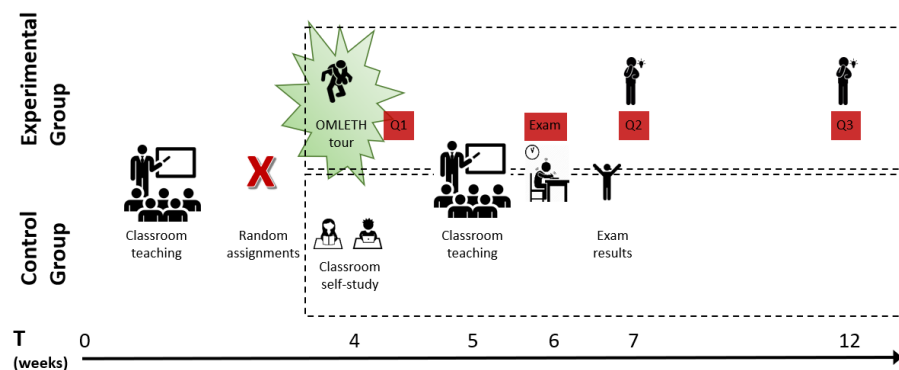 Experimental
Group
Control
Group
OMLETH
tour
Q1
Exam
Q2
Q3
Classroom
teaching
X
Random
assignments
Classroom
self-study
Classroom
teaching
Exam
results
T
(weeks)
0
4
5
6
7
12